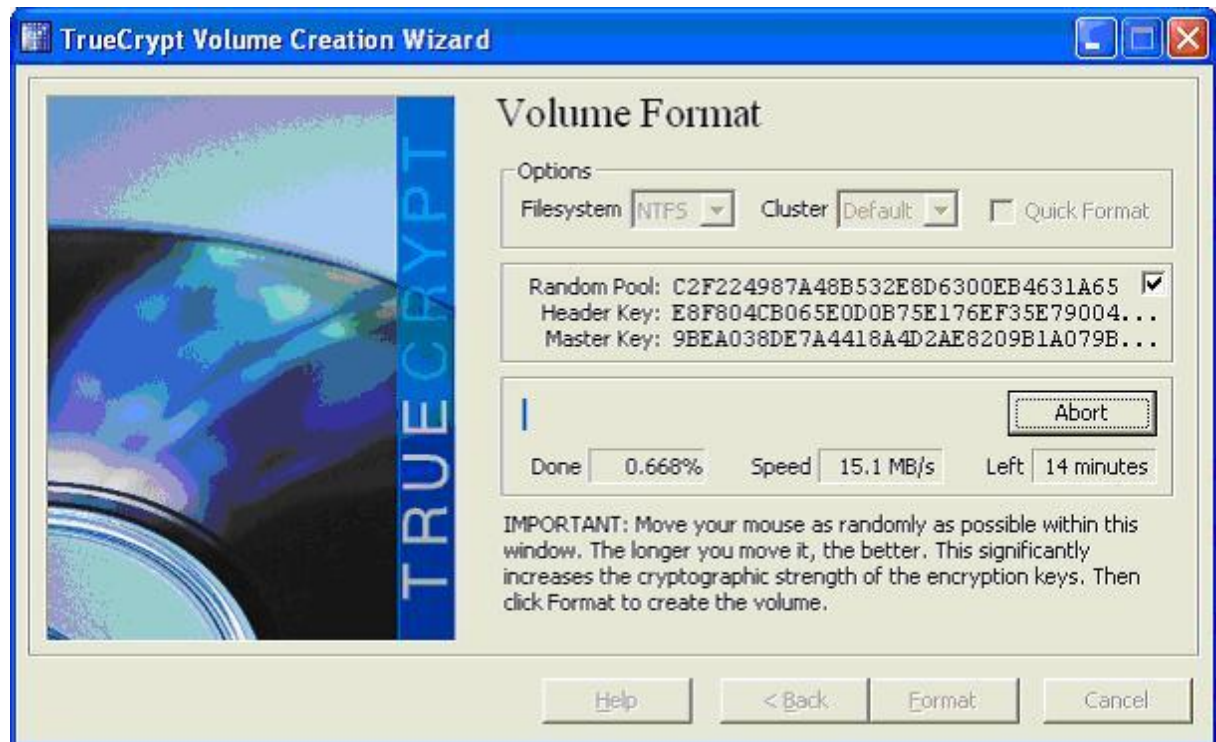 TrueCrypt Volume Creation Wizard
TRUECRYPT
Volume Format
Options
Filesystem NTFS Cluster Default Quick Format
Random Pool: C2F224987A48B532E8D6300EB4631A65
Header Key: E8F804CB065E0D0B75E176EF35E79004...
Master Key: 9BEA038DE7A4418A4D2AE8209B1A079B...
Abort
Done 0.668% Speed 15.1 MB/s Left 14 minutes
IMPORTANT: Move your mouse as randomly as possible within this
window. The longer you move it, the better. This significantly
increases the cryptographic strength of the encryption keys. Then
click Format to create the volume.
Help < Back Format Cancel